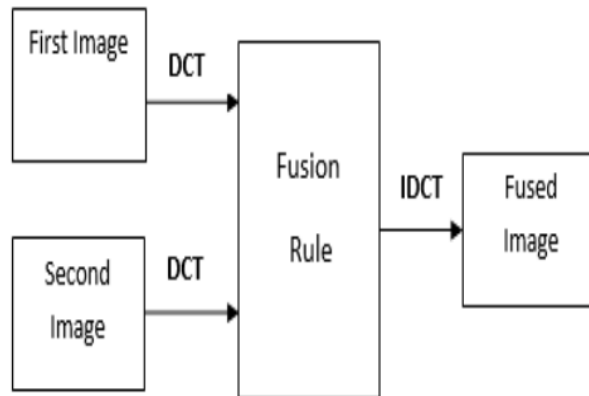 First Image
DCT
Fusion
Rule
IDCT
Fused
Image
Second
Image
DCT